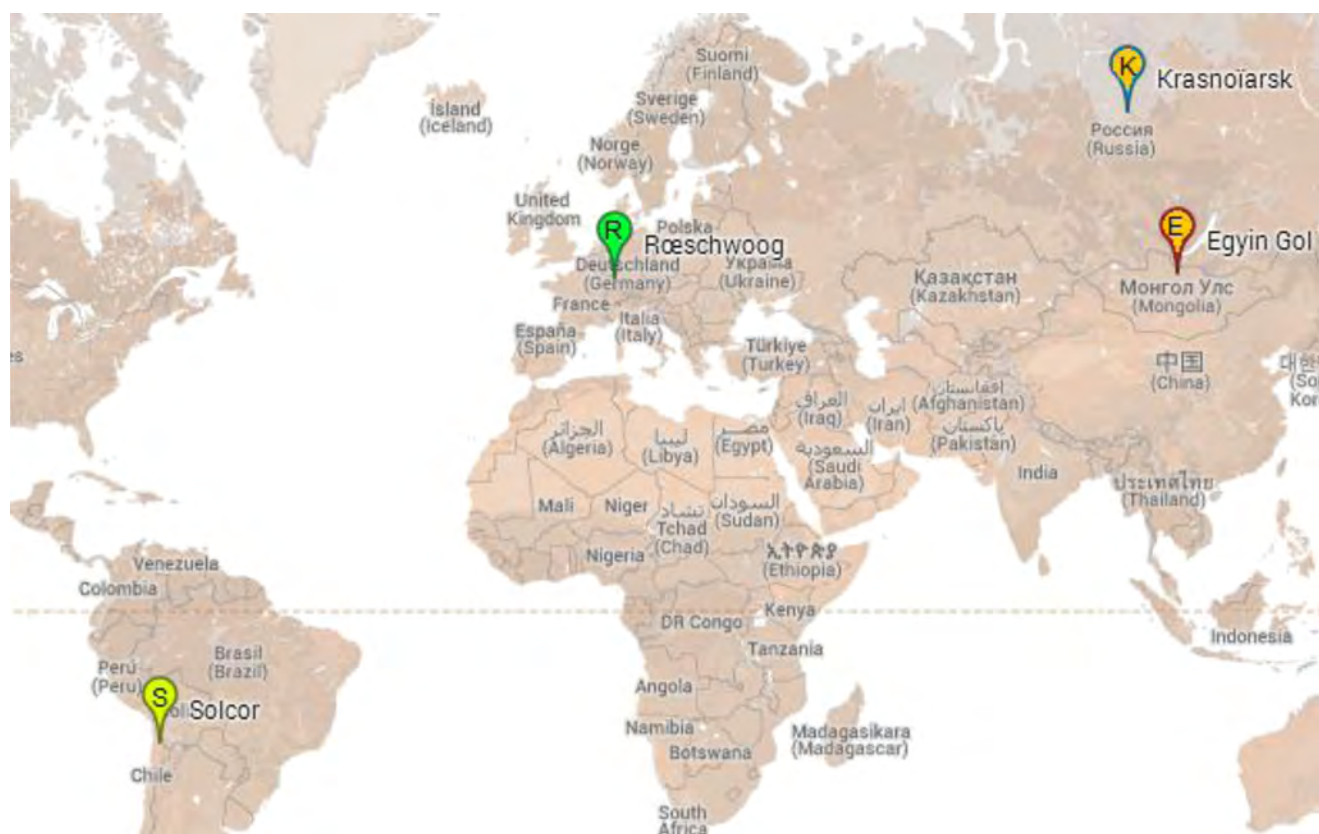 Suomi
(Finland)
K
Krasnoïarsk
Ísland
(Iceland)
Sverige
(Sweden)
Россия
(Russia)
Norge
(Norway)
United
Kingdom
R
Rœschwoog
Polska
E
Egyin Gol
Deutschland
(Germany)
Україна
(Ukraine)
Қазақстан
(Kazakhstan)
Монгол Улс
(Mongolia)
France
Italia
(Italy)
España
(Spain)
Türkiye
(Turkey)
中国
(China)
العراق
(Iraq)
ایران
(Iran)
افغانستان
(Afghanistan)
پاکستان
(Pakistan)
الجزائر
(Algeria)
ليبيا
(Libya)
مصر
(Egypt)
السعودية
(Saudi
Arabia)
India
ประเทศไทย
(Thailand)
Mali
Niger
تشاد
Tchad
(Chad)
السودان
(Sudan)
Nigeria
ኢትዮጵያ
(Ethiopia)
Venezuela
Colombia
Kenya
DR Congo
Indonesia
Tanzania
Brasil
(Brazil)
Perú
(Peru)
Angola
S
Solcor
Namibia
Botswana
Madagasikara
(Madagascar)
Chile
South
Africa